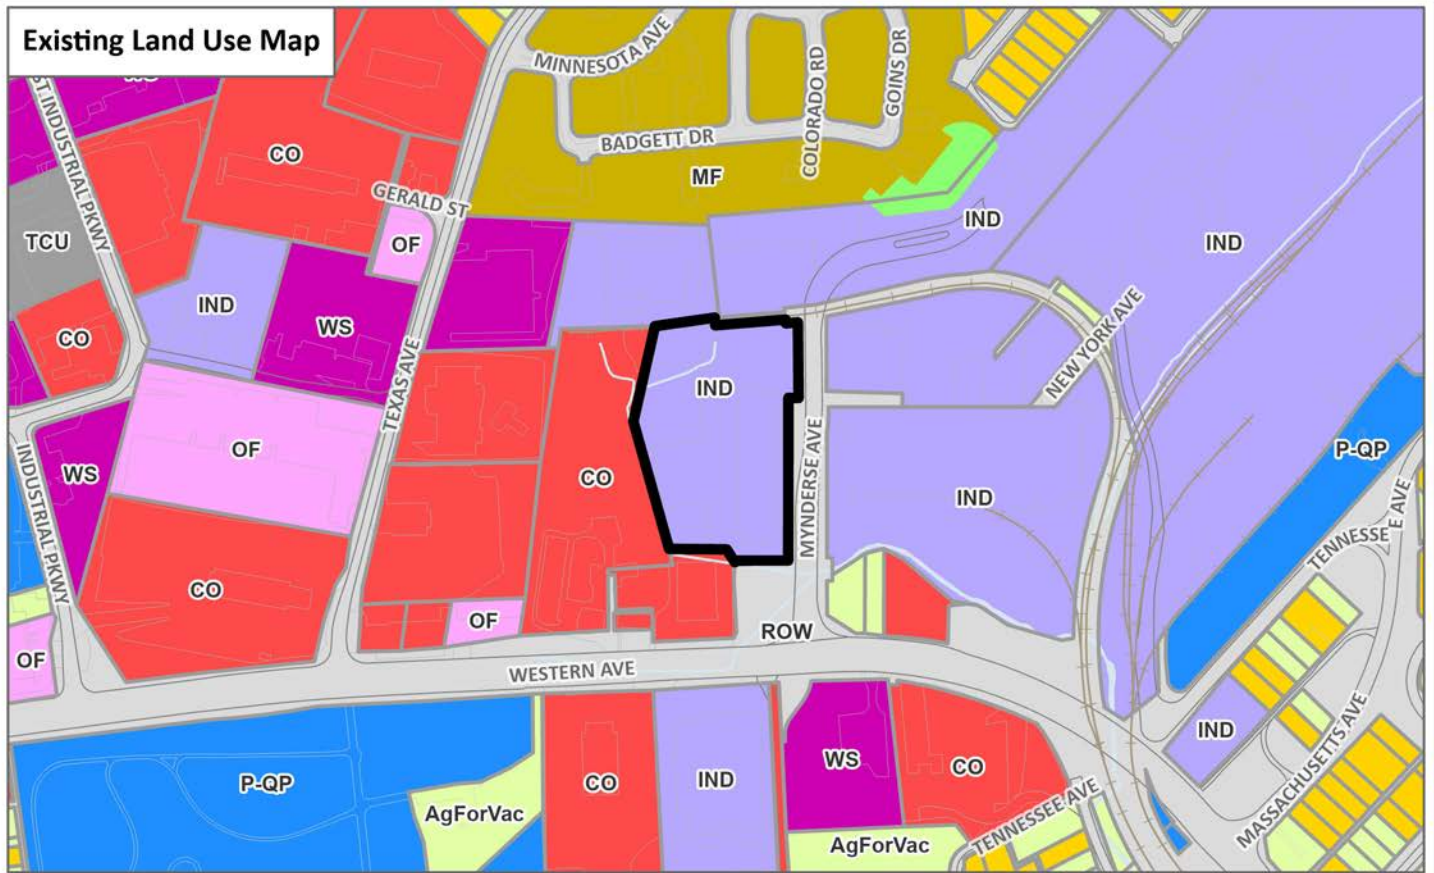 Existing Land Use Map
MINNESOTA AVE
COLORADO RD
GOINS DR
BADGETT DR
ST INDUSTRIAL PKWY
CO
MF
GERALD ST
IND
TCU
OF
IND
IND
WS
CO
TEXAS AVE
NEW YORK AVE
IND
OF
WS
CO
MYNDERSE AVE
IND
P-QP
INDUSTRIAL PKWY
TENNESSEE AVE
CO
OF
ROW
OF
WESTERN AVE
IND
MASSACHUSETTS AVE
P-QP
CO
IND
WS
CO
AgForVac
TENNESSEE AVE
AgForVac